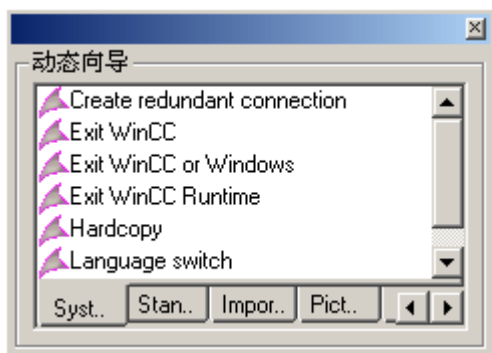 动态向导
Create redundant connection
Exit WinCC
Exit WinCC or Windows
Exit WinCC Runtime
Hardcopy
Language switch
Syst.. Stan.. Impor.. Pict..